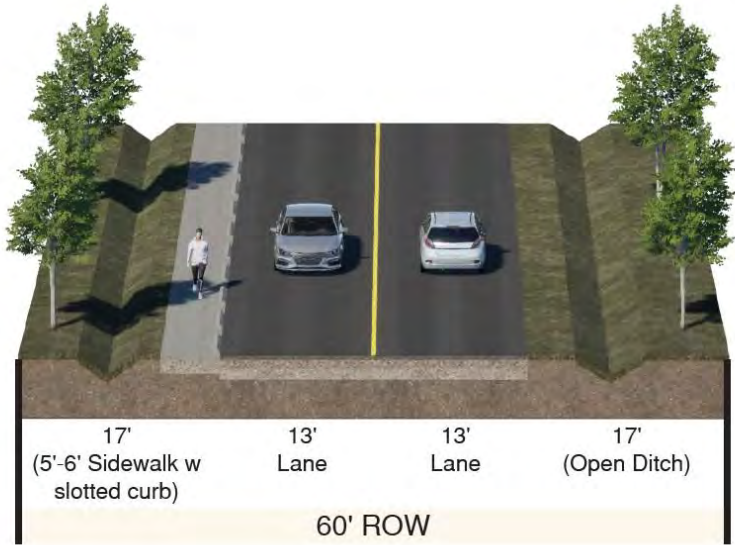 17'
(5'-6' Sidewalk w
slotted curb)
13'
Lane
13'
Lane
17'
(Open Ditch)
60' ROW